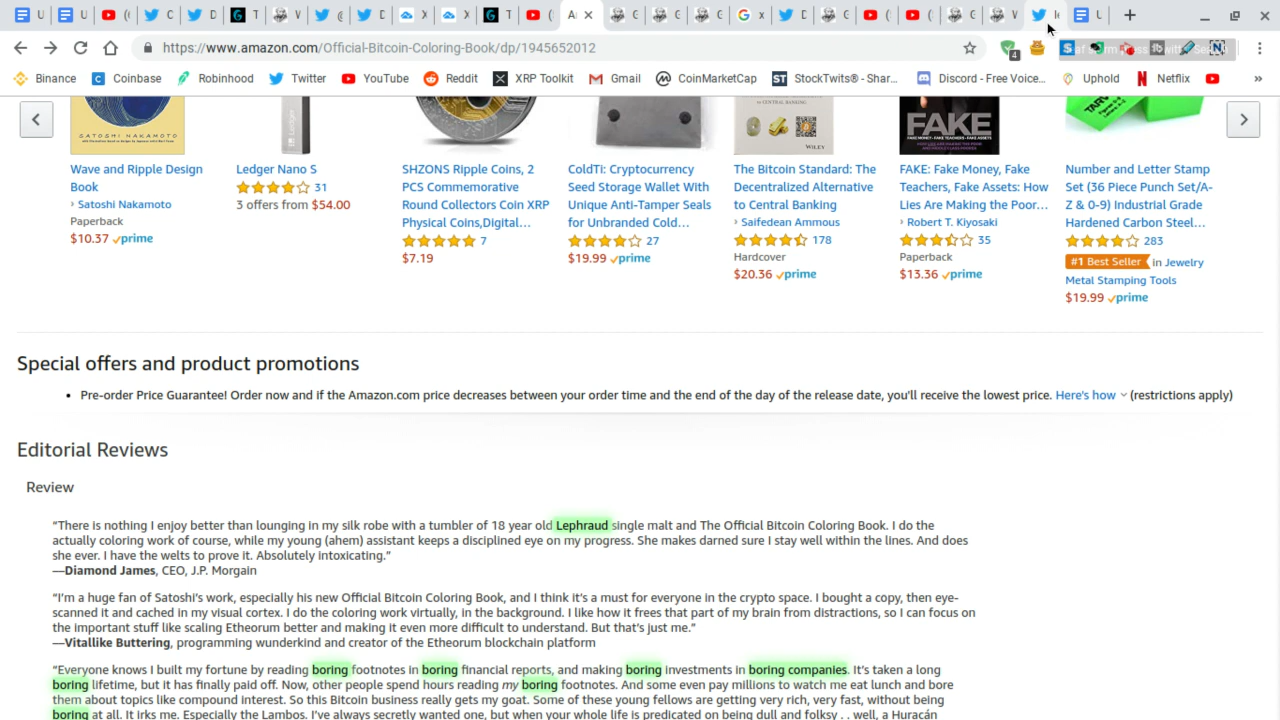 U
U
(
C
D
T
V
@
D
X
X
T
(
A
G
G
G
x
D
G
(
(
G
V
U
https://www.amazon.com/Official-Bitcoin-Coloring-Book/dp/1945652012
4
Binance
Coinbase
Robinhood
Twitter
YouTube
Reddit
XRP Toolkit
Gmail
CoinMarketCap
StockTwits® - Shar...
Discord - Free Voice...
Uphold
Netflix
»
SATOSHI NAKAMOTO
Wave and Ripple Design
Book
› Satoshi Nakamoto
Paperback
$10.37 prime
Ledger
Ledger Nano S
31
3 offers from $54.00
SHZONS Ripple Coins, 2
PCS Commemorative
Round Collectors Coin XRP
Physical Coins,Digital...
7
$7.19
ColdTi: Cryptocurrency
Seed Storage Wallet With
Unique Anti-Tamper Seals
for Unbranded Cold...
27
$19.99 prime
TO CENTRAL BANKING
WILEY
The Bitcoin Standard: The
Decentralized Alternative
to Central Banking
› Saifedean Ammous
178
Hardcover
$20.36 prime
FAKE
FAKE MONEY, FAKE TEACHERS, FAKE ASSETS
FAKE: Fake Money, Fake
Teachers, Fake Assets: How
Lies Are Making the Poor...
› Robert T. Kiyosaki
35
Paperback
$13.36 prime
Number and Letter Stamp
Set (36 Piece Punch Set/A-
Z & 0-9) Industrial Grade
Hardened Carbon Steel...
283
#1 Best Seller in Jewelry
Metal Stamping Tools
$19.99 prime
Special offers and product promotions
• Pre-order Price Guarantee! Order now and if the Amazon.com price decreases between your order time and the end of the day of the release date, you'll receive the lowest price. Here's how (restrictions apply)
Editorial Reviews
Review
“There is nothing I enjoy better than lounging in my silk robe with a tumbler of 18 year old Lephraud single malt and The Official Bitcoin Coloring Book. I do the
actually coloring work of course, while my young (ahem) assistant keeps a disciplined eye on my progress. She makes darned sure I stay well within the lines. And does
she ever. I have the welts to prove it. Absolutely intoxicating.”
—Diamond James, CEO, J.P. Morgain
“I’m a huge fan of Satoshi’s work, especially his new Official Bitcoin Coloring Book, and I think it’s a must for everyone in the crypto space. I bought a copy, then eye-
scanned it and cached in my visual cortex. I do the coloring work virtually, in the background. I like how it frees that part of my brain from distractions, so I can focus on
the important stuff like scaling Etheorum better and making it even more difficult to understand. But that’s just me.”
—Vitallike Buttering, programming wunderkind and creator of the Etheorum blockchain platform
“Everyone knows I built my fortune by reading boring footnotes in boring financial reports, and making boring investments in boring companies. It’s taken a long
boring lifetime, but it has finally paid off. Now, other people spend hours reading my boring footnotes. And some even pay millions to watch me eat lunch and bore
them about topics like compound interest. So this Bitcoin business really gets my goat. Some of these young fellows are getting very rich, very fast, without being
boring at all. It irks me. Especially the Lambos. I’ve always secretly wanted one, but when your whole life is predicated on being dull and folksy . . well, a Huracán